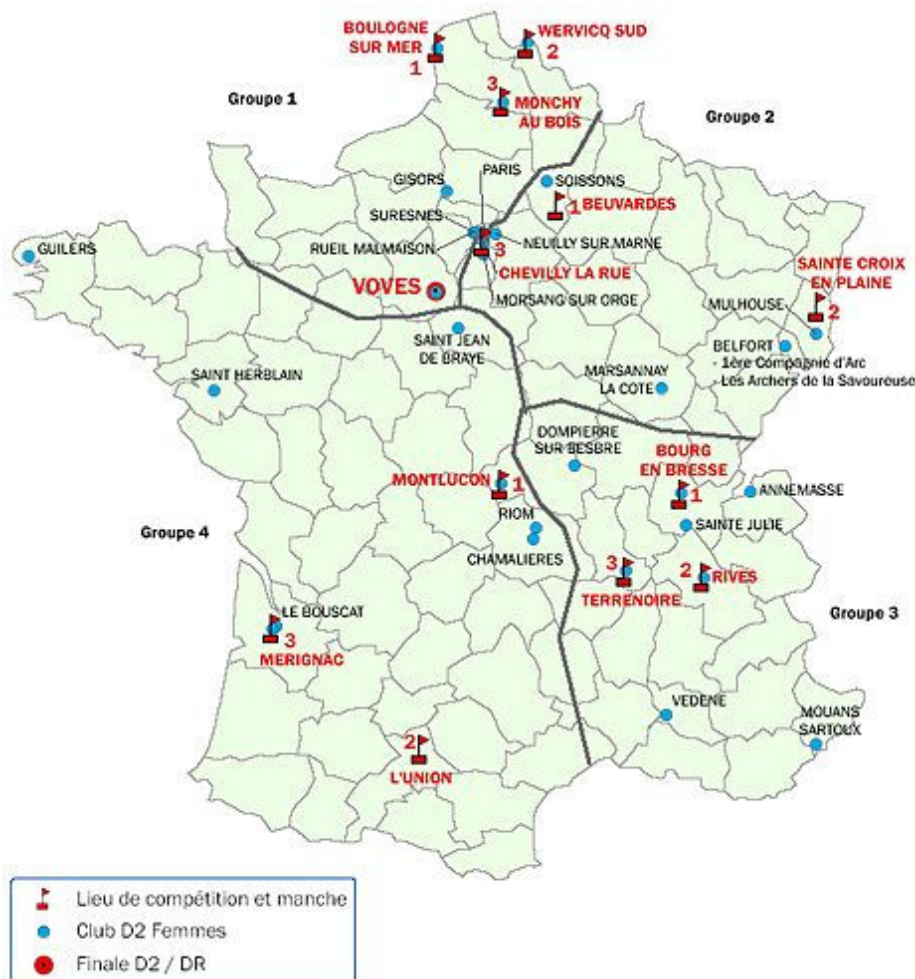 BOULOGNE
SUR MER
1
WERVICQ SUD
2
Groupe 1
3
MONCHY
AU BOIS
Groupe 2
PARIS
GISORS
SOISSONS
1
BEUVARDES
SURESNES
RUEIL MALMAISON
NEUILLY SUR MARNE
3
CHEVILLY LA RUE
GUILERS
SAINTE CROIX
EN PLAINE
2
VOVES
MORSANG SUR ORGE
MULHOUSE
SAINT JEAN
DE BRAYE
BELFORT
- 1ère Compagnie d'Arc
- Les Archers de la Savoureuse
SAINT HERBLAIN
MARSANNAY
LA COTE
DOMPIERRE
SUR BESBRE
BOURG
EN BRESSE
1
MONTLUCON
1
ANNEMASSE
RIOM
SAINTE JULIE
Groupe 4
CHAMALIERES
3
TERRENOIRE
2
RIVES
LE BOUSCAT
3
MERIGNAC
Groupe 3
VEDENE
MOUANS
SARTOUX
2
L'UNION
Lieu de compétition et manche
Club D2 Femmes
Finale D2 / DR